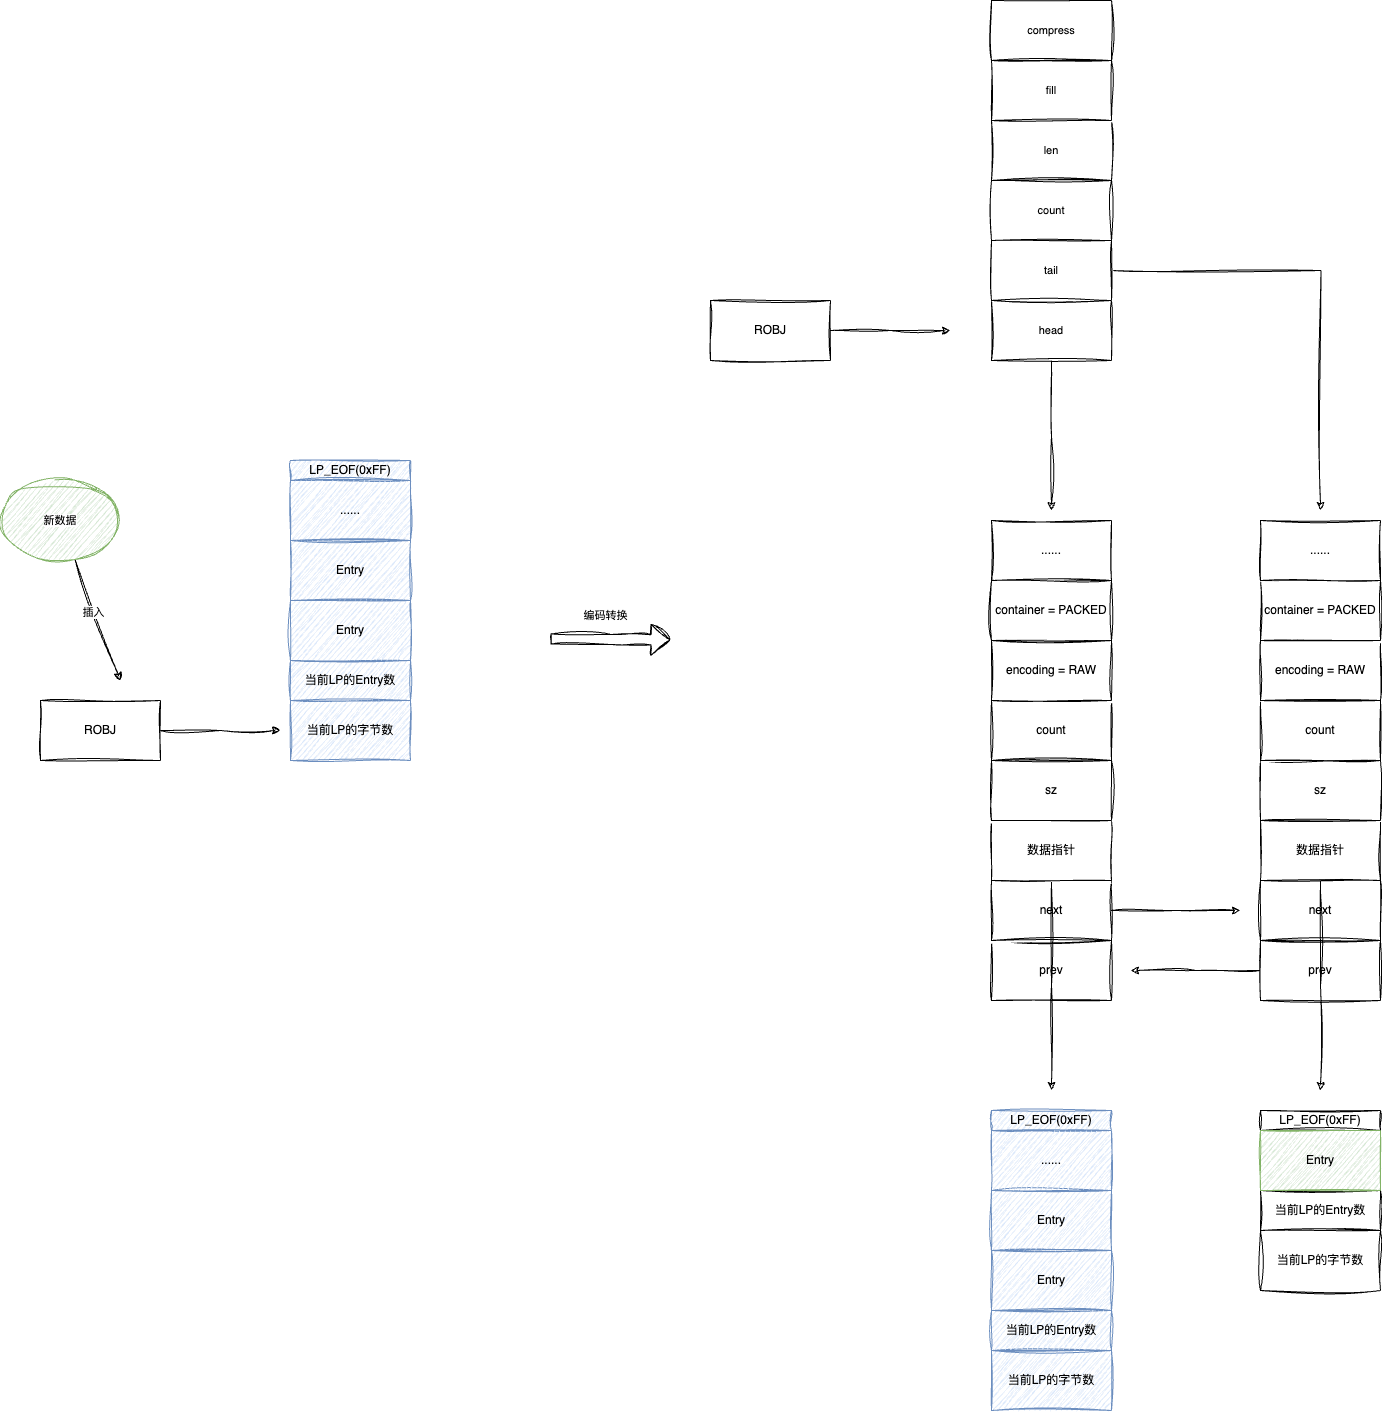 新数据
插入
ROBJ
LP_EOF(0xFF)
......
Entry
Entry
当前LP的Entry数
当前LP的字节数
编码转换
ROBJ
compress
fill
len
count
tail
head
......
container = PACKED
encoding = RAW
count
sz
数据指针
next
prev
......
container = PACKED
encoding = RAW
count
sz
数据指针
next
prev
LP_EOF(0xFF)
......
Entry
Entry
当前LP的Entry数
当前LP的字节数
LP_EOF(0xFF)
Entry
当前LP的Entry数
当前LP的字节数